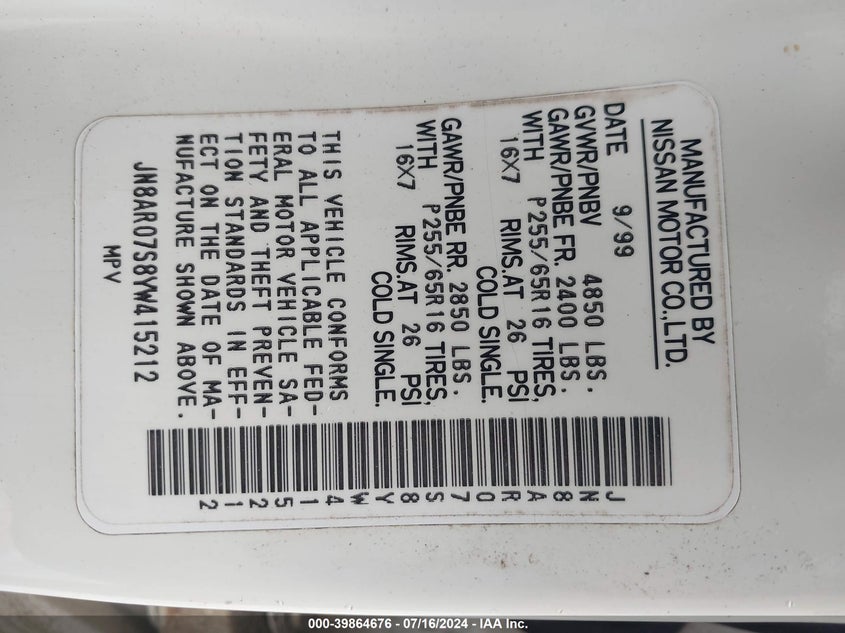 MANUFACTURED BY
NISSAN MOTOR CO.,LTD.
DATE 9/99
GVWR/PNBV 4850 LBS.
GAWR/PNBE FR. 2400 LBS.
WITH P255/65R16 TIRES,
16X7 RIMS.AT 26 PSI
COLD SINGLE.
GAWR/PNBE RR. 2850 LBS.
WITH P255/65R16 TIRES,
16X7 RIMS.AT 26 PSI
COLD SINGLE.
THIS VEHICLE CONFORMS
TO ALL APPLICABLE FED-
ERAL MOTOR VEHICLE SA-
FETY AND THEFT PREVEN-
TION STANDARDS IN EFF-
ECT ON THE DATE OF MA-
NUFACTURE SHOWN ABOVE.
JN8AR07S8YW415212
MPV
JN8AR07S8YW415212
000-39864676 - 07/16/2024 - IAA Inc.